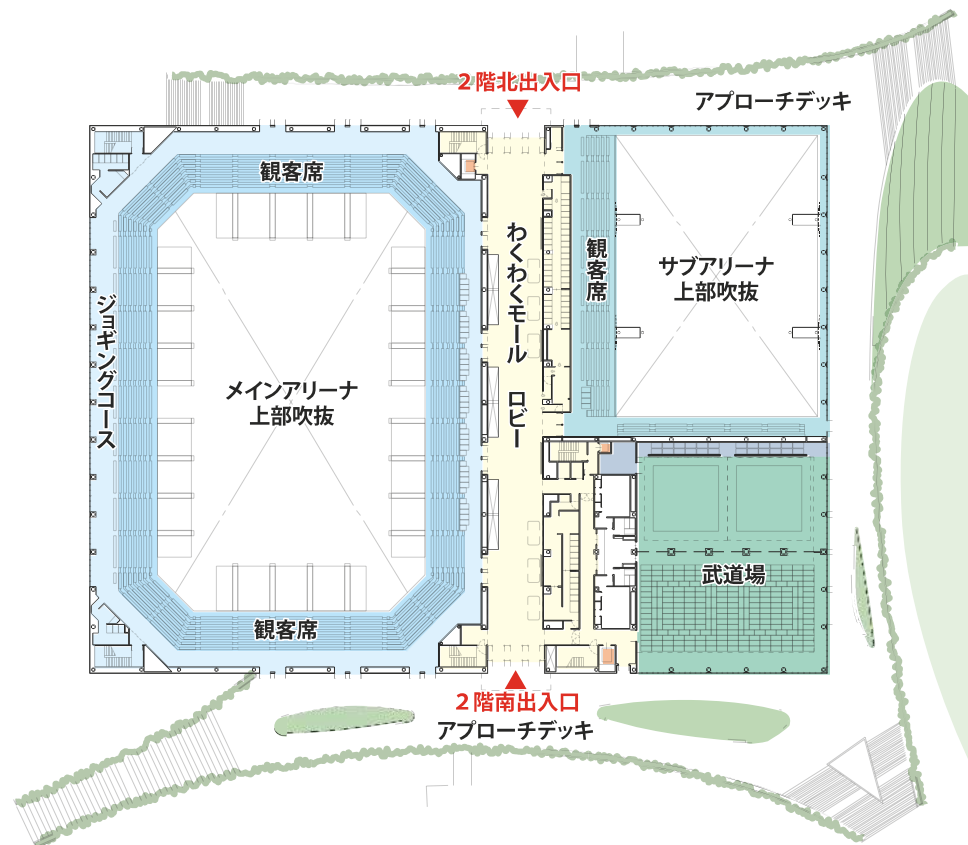 ２階北出入口
アプローチデッキ
観客席
わくわくモール　ロビー
観客席
サブアリーナ
上部吹抜
ジョギングコース
メインアリーナ
上部吹抜
武道場
観客席
２階南出入口
アプローチデッキ